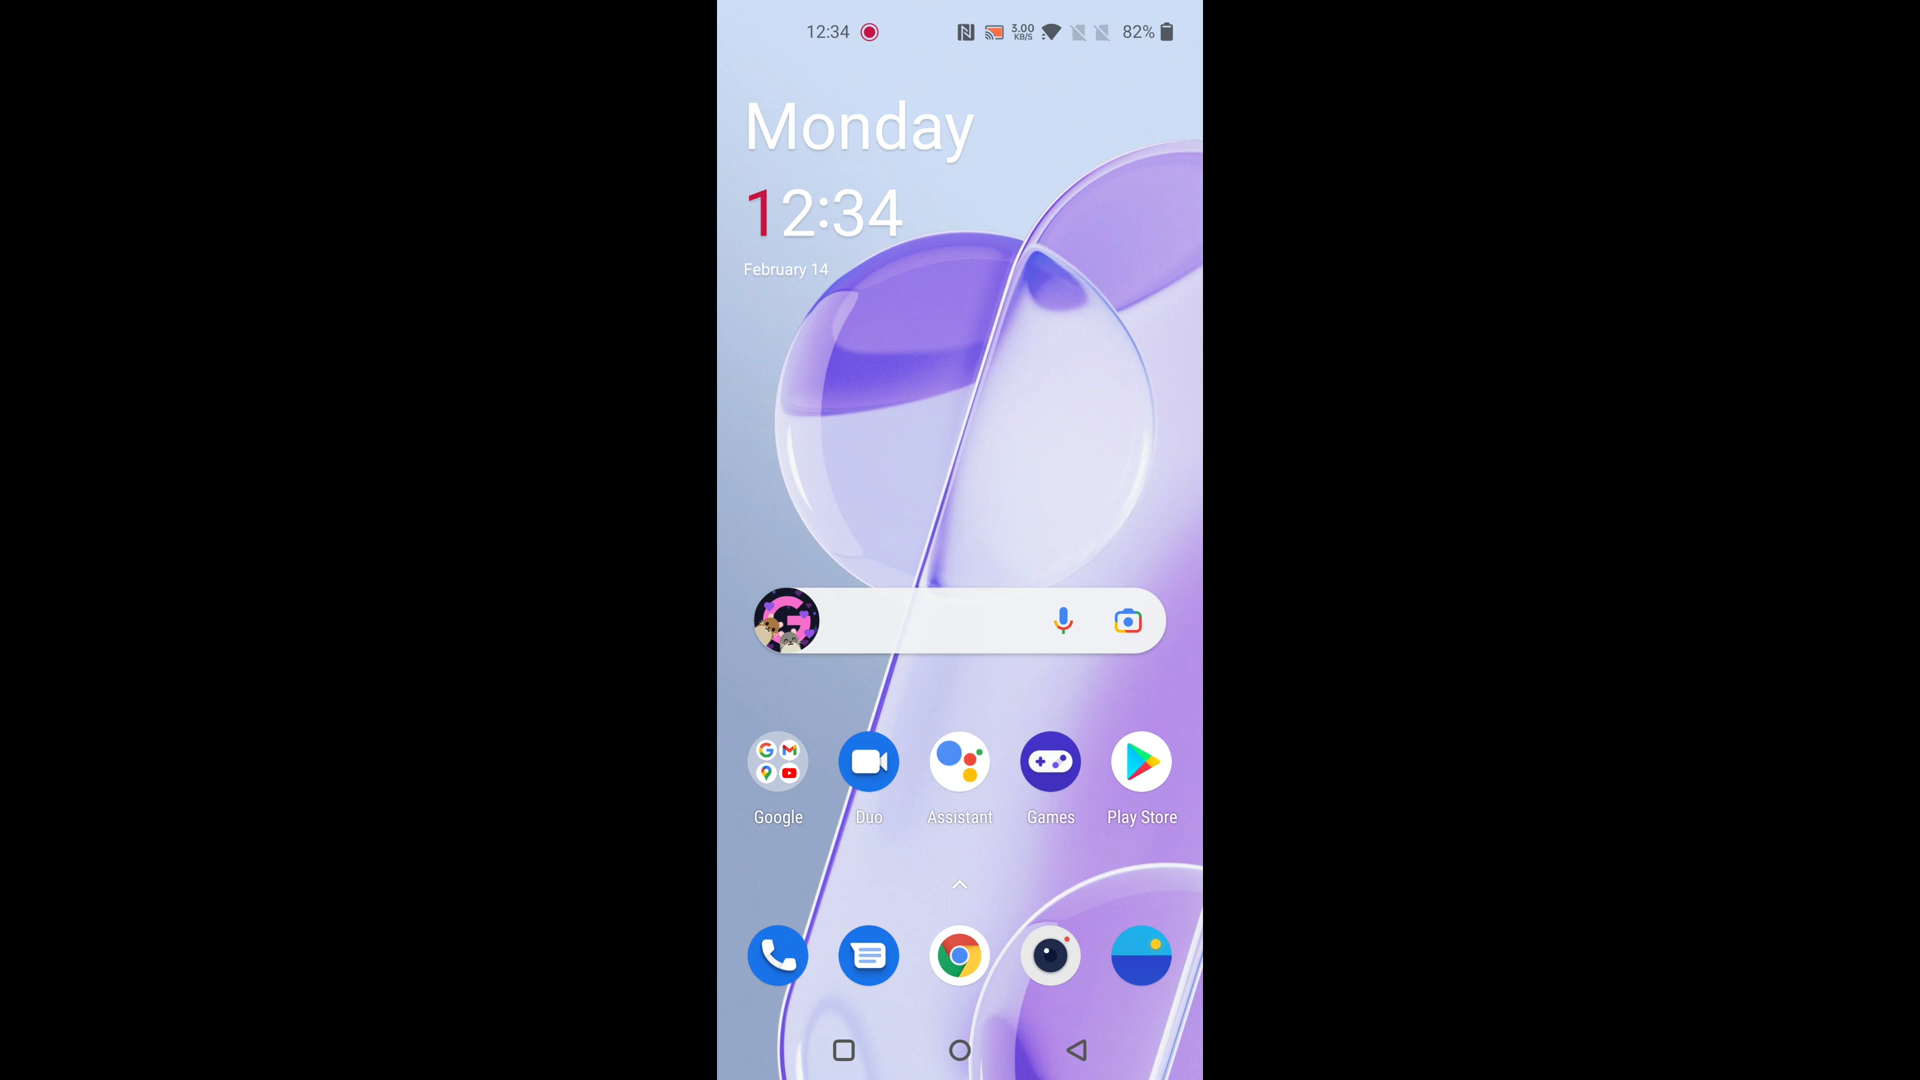 12:34 3.00 KB/S 82%
Monday
12:34
February 14
Google Duo Assistant Games Play Store